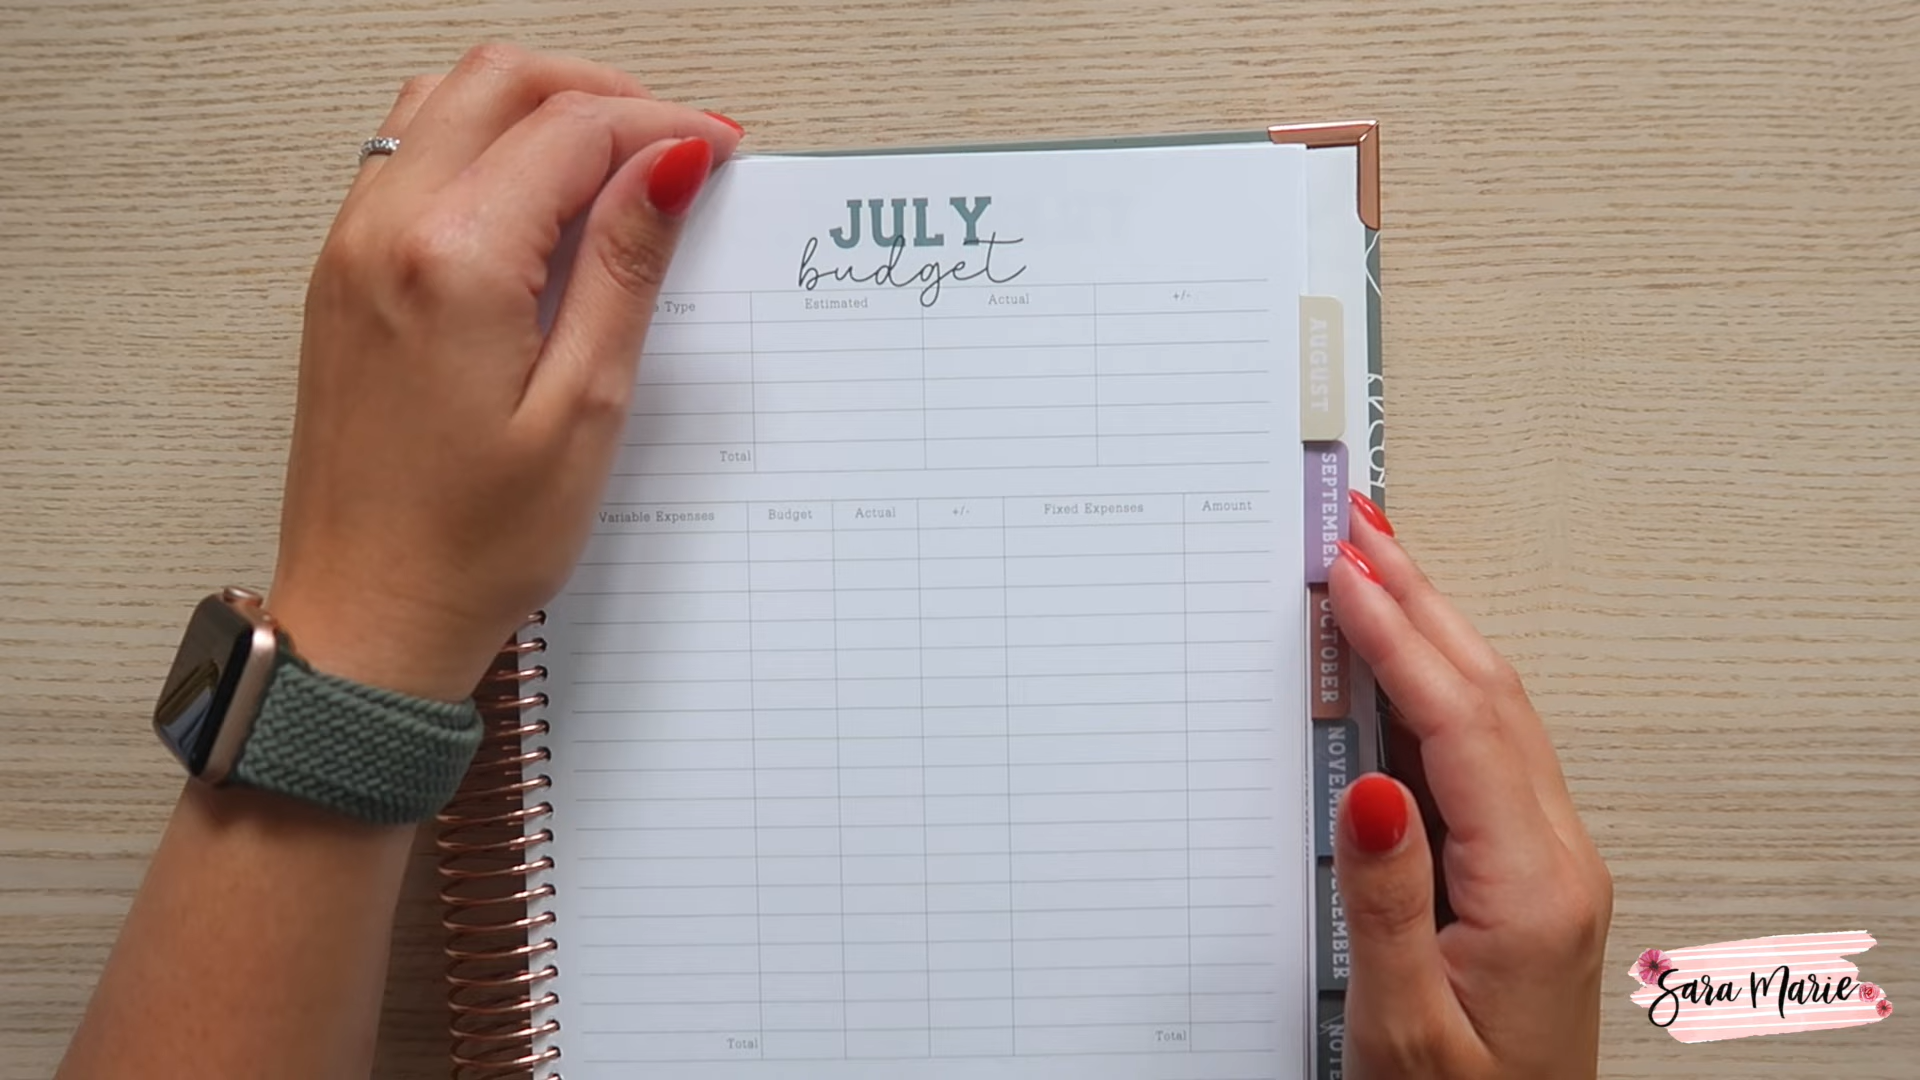 JULY
budget
Type Estimated Actual +/-
Total
Variable Expenses Budget Actual +/- Fixed Expenses Amount
Total Total
AUGUST
SEPTEMBER
OCTOBER
NOVEMBER
DECEMBER
Sara Marie